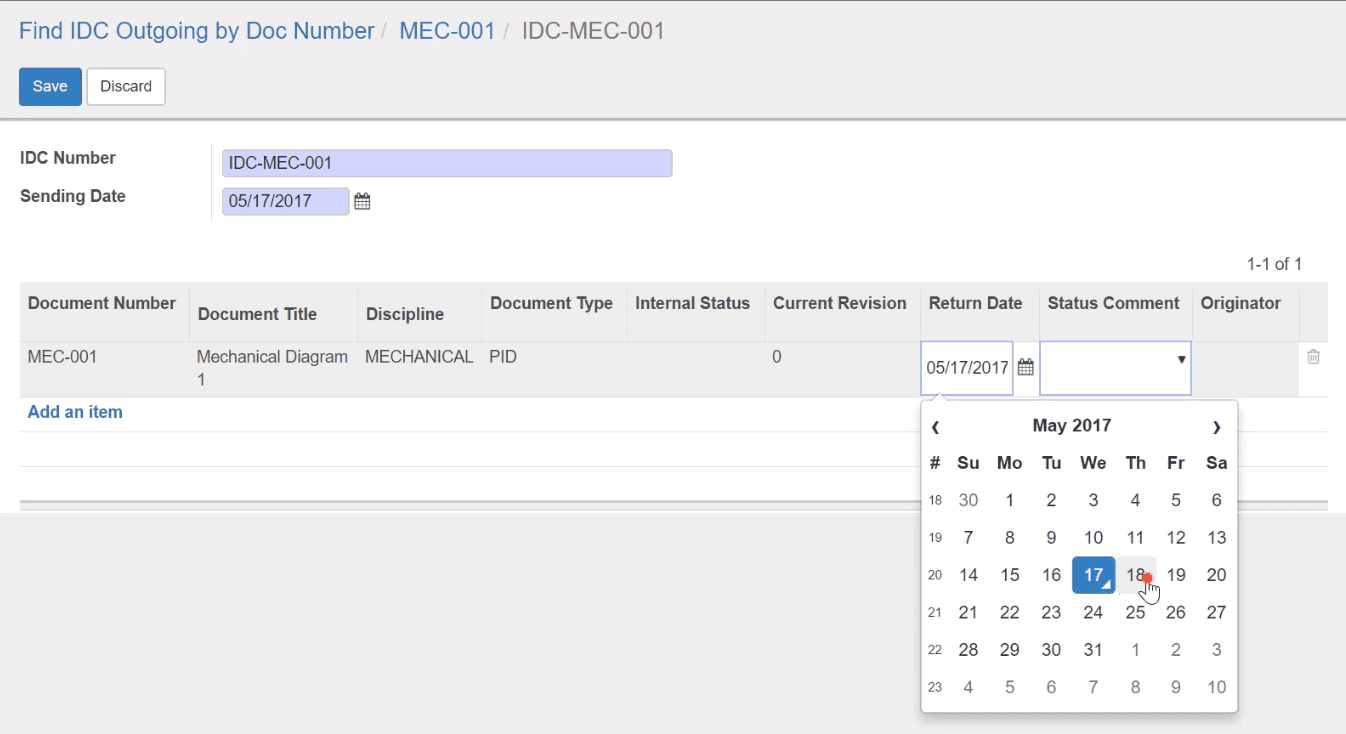 Find IDC Outgoing by Doc Number / MEC-001 / IDC-MEC-001
Save Discard
IDC Number IDC-MEC-001
Sending Date 05/17/2017
1-1 of 1
Document Number Document Title Discipline Document Type Internal Status Current Revision Return Date Status Comment Originator
MEC-001 Mechanical Diagram MECHANICAL PID 0 05/17/2017
1
Add an item
‹ May 2017 ›
# Su Mo Tu We Th Fr Sa
18 30 1 2 3 4 5 6
19 7 8 9 10 11 12 13
20 14 15 16 17 18 19 20
21 21 22 23 24 25 26 27
22 28 29 30 31 1 2 3
23 4 5 6 7 8 9 10